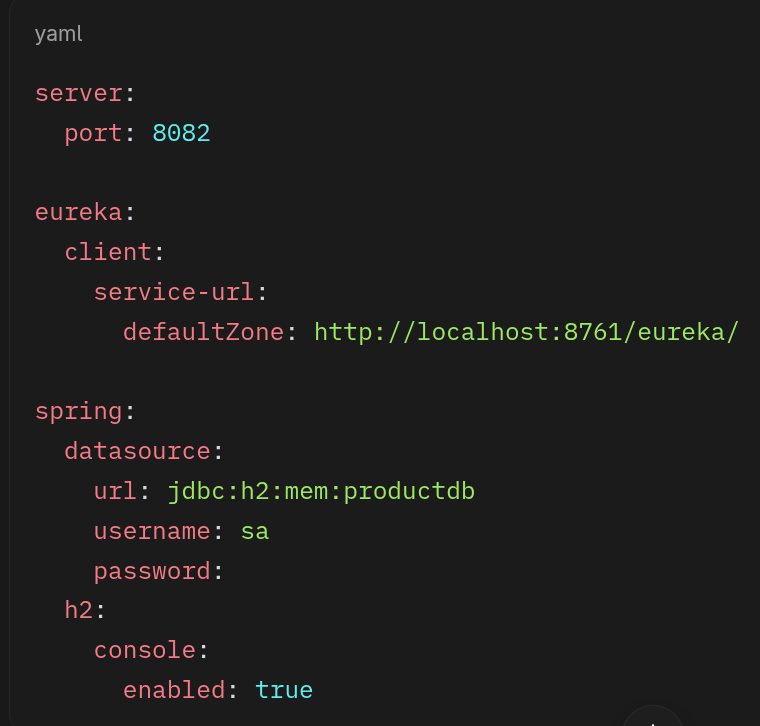 yaml
server:
  port: 8082
eureka:
  client:
    service-url:
      defaultZone: http://localhost:8761/eureka/
spring:
  datasource:
    url: jdbc:h2:mem:productdb
    username: sa
    password:
  h2:
    console:
      enabled: true